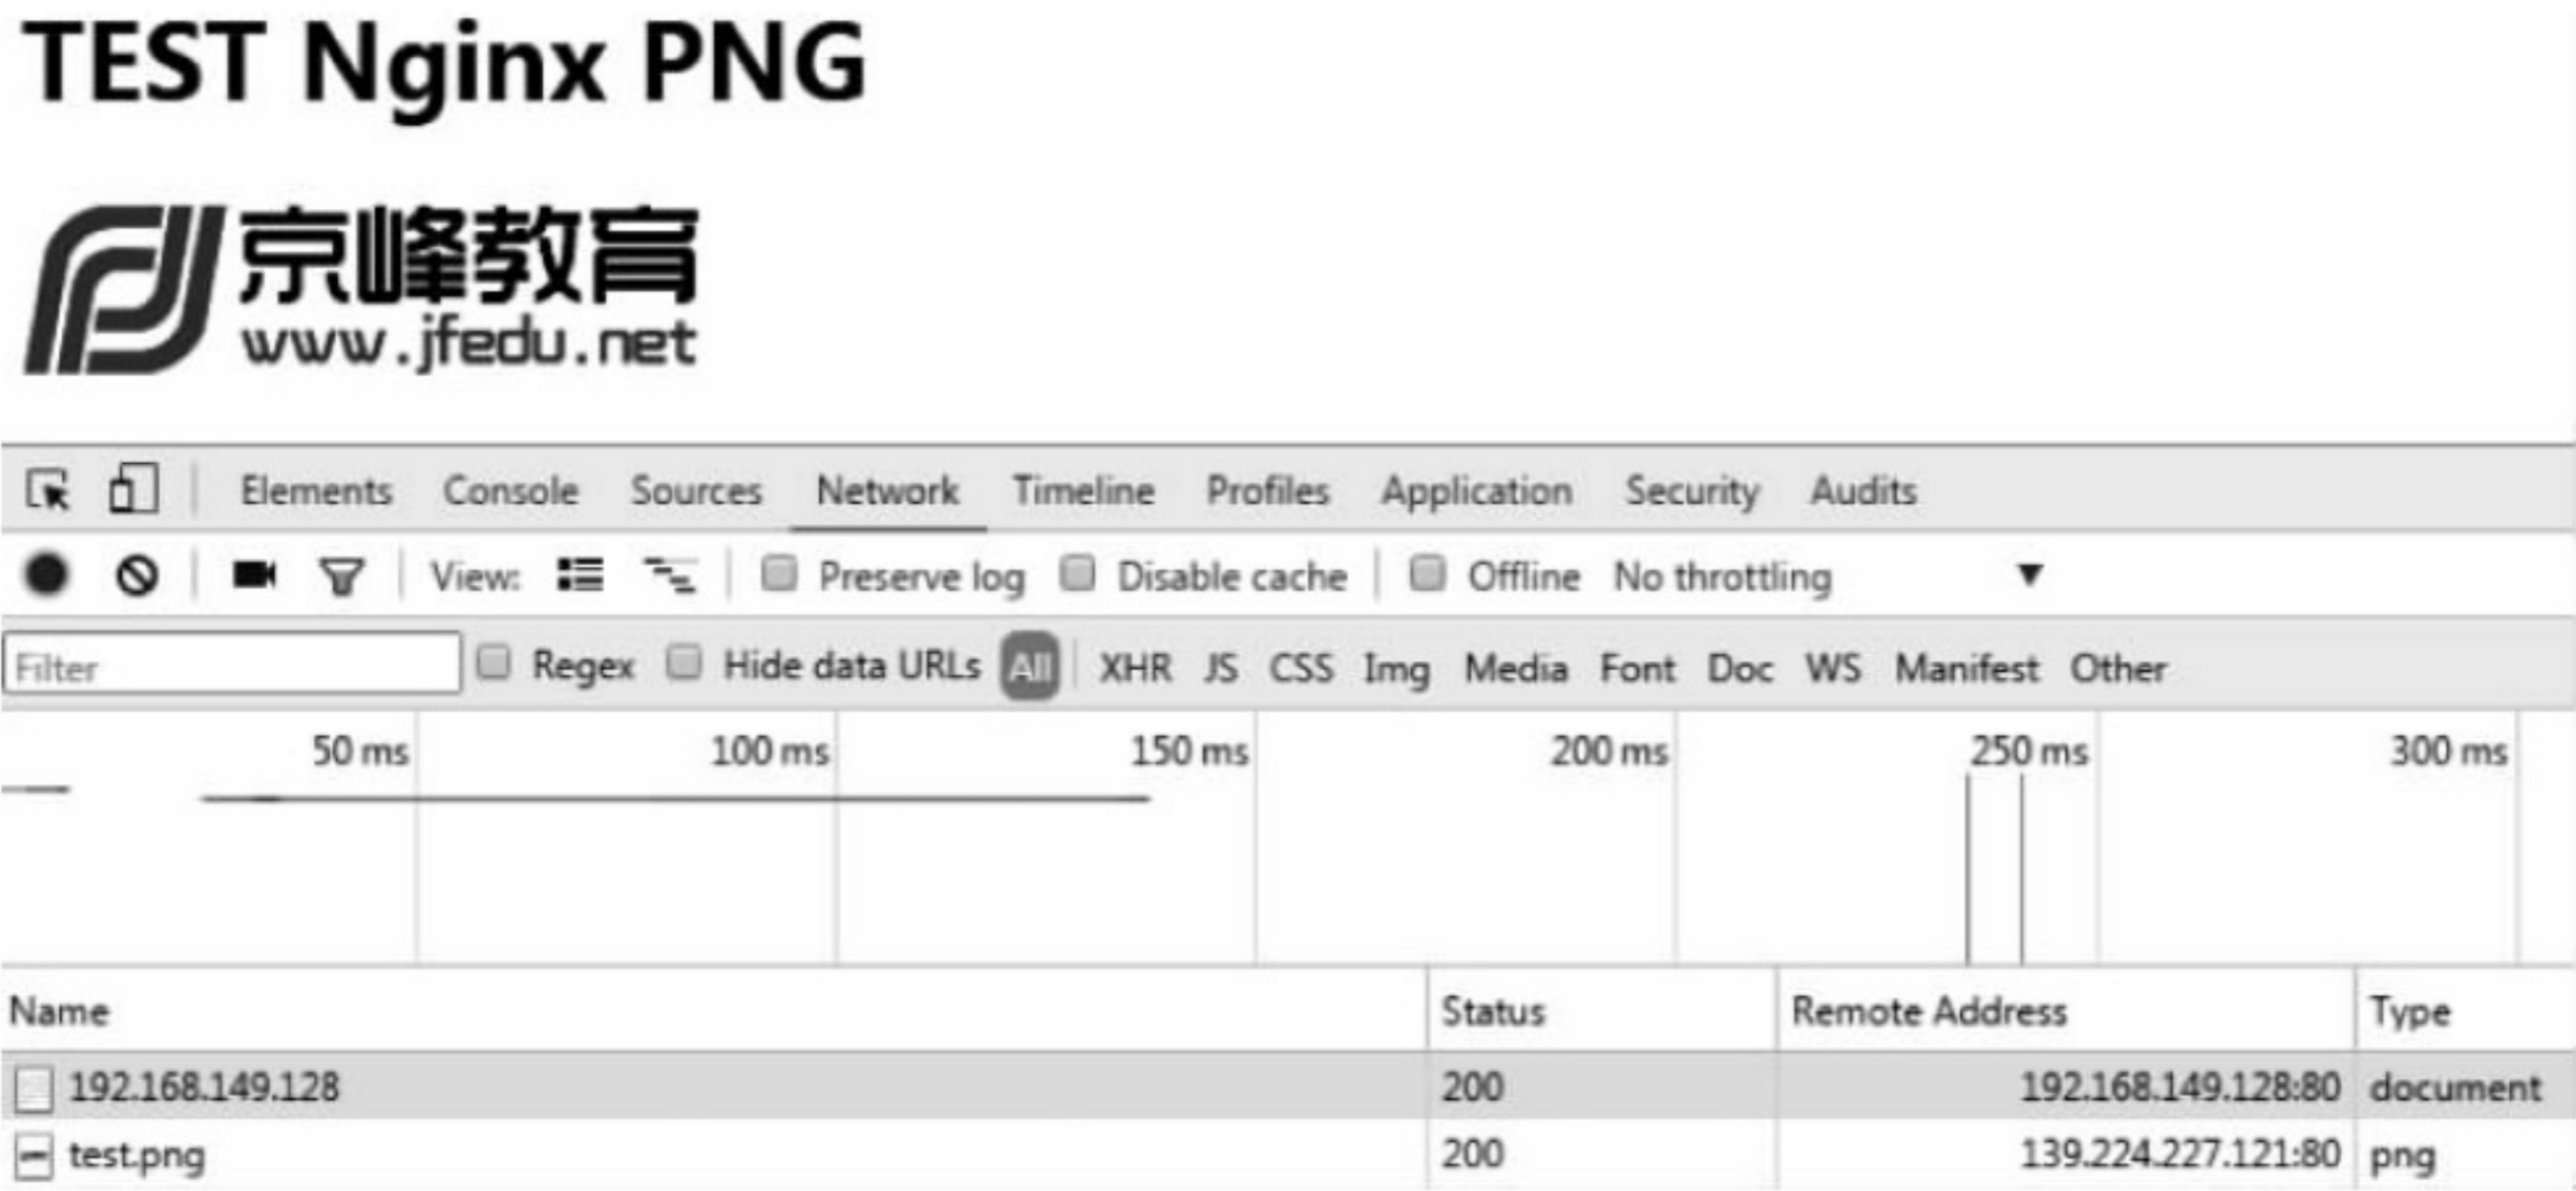 TEST Nginx PNG
京峰教育
www.jfedu.net
Elements Console Sources Network Timeline Profiles Application Security Audits
View: Preserve log Disable cache Offline No throttling
Filter Regex Hide data URLs All XHR JS CSS Img Media Font Doc WS Manifest Other
50 ms 100 ms 150 ms 200 ms 250 ms 300 ms
Name Status Remote Address Type
192.168.149.128 200 192.168.149.128:80 document
test.png 200 139.224.227.121:80 png